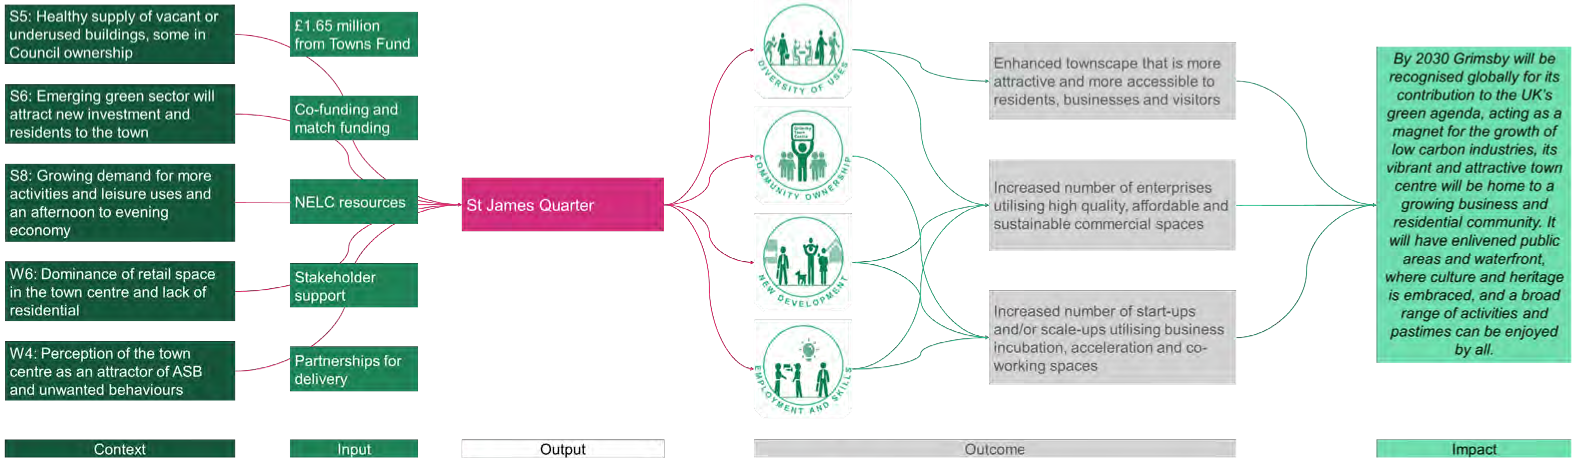 S5: Healthy supply of vacant or
underused buildings, some in
Council ownership
S6: Emerging green sector will
attract new investment and
residents to the town
S8: Growing demand for more
activities and leisure uses and
an afternoon to evening
economy
W6: Dominance of retail space
in the town centre and lack of
residential
W4: Perception of the town
centre as an attractor of ASB
and unwanted behaviours
£1.65 million
from Towns Fund
Co-funding and
match funding
NELC resources
Stakeholder
support
Partnerships for
delivery
St James Quarter
DIVERSITY OF USES
Grimsby
Town
Centre
COMMUNITY OWNERSHIP
NEW DEVELOPMENT
EMPLOYMENT AND SKILLS
Enhanced townscape that is more
attractive and more accessible to
residents, businesses and visitors
Increased number of enterprises
utilising high quality, affordable and
sustainable commercial spaces
Increased number of start-ups
and/or scale-ups utilising business
incubation, acceleration and co-
working spaces
By 2030 Grimsby will be
recognised globally for its
contribution to the UK's
green agenda, acting as a
magnet for the growth of
low carbon industries, its
vibrant and attractive town
centre will be home to a
growing business and
residential community. It
will have enlivened public
areas and waterfront,
where culture and heritage
is embraced, and a broad
range of activities and
pastimes can be enjoyed
by all.
Context
Input
Output
Outcome
Impact